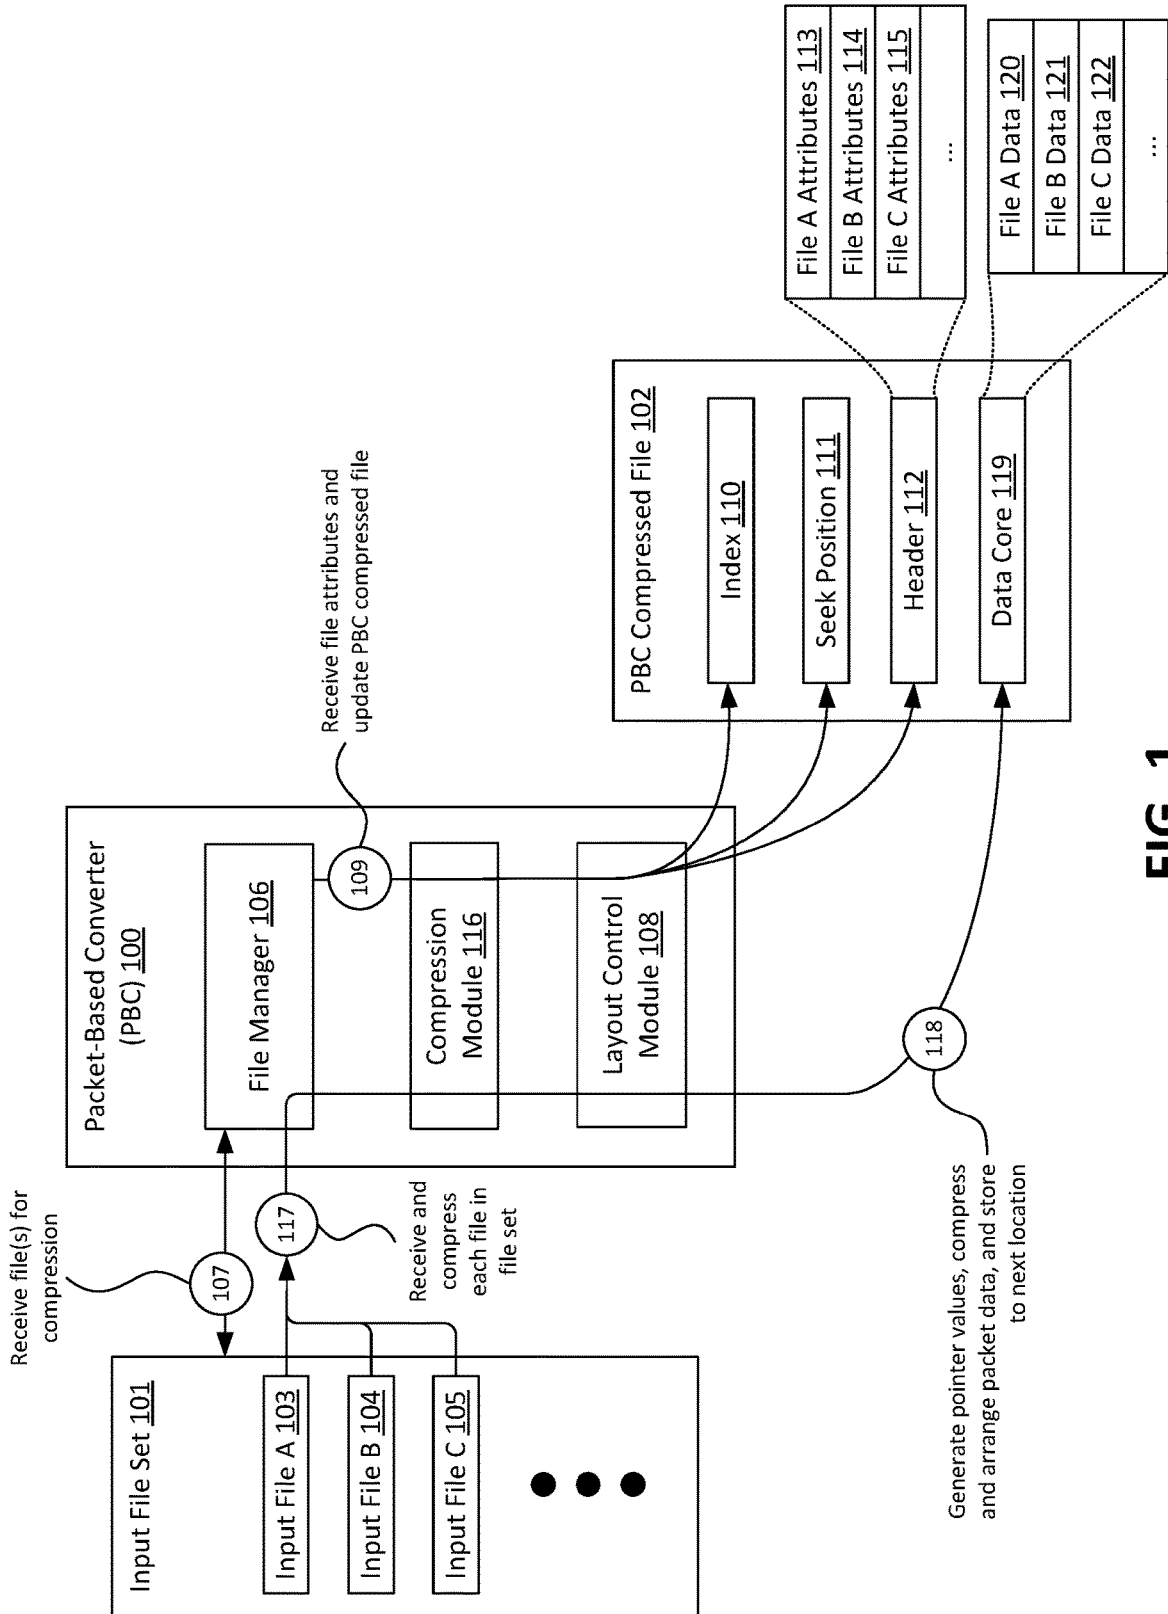 Receive file(s) for
compression
107
Input File Set 101
Input File A 103
Input File B 104
Input File C 105
117
Receive and
compress
each file in
file set
Packet-Based Converter
(PBC) 100
File Manager 106
109
Receive file attributes and
update PBC compressed file
Compression
Module 116
Layout Control
Module 108
118
Generate pointer values, compress
and arrange packet data, and store
to next location
PBC Compressed File 102
Index 110
Seek Position 111
Header 112
Data Core 119
File A Attributes 113
File B Attributes 114
File C Attributes 115
...
File A Data 120
File B Data 121
File C Data 122
...
FIG. 1